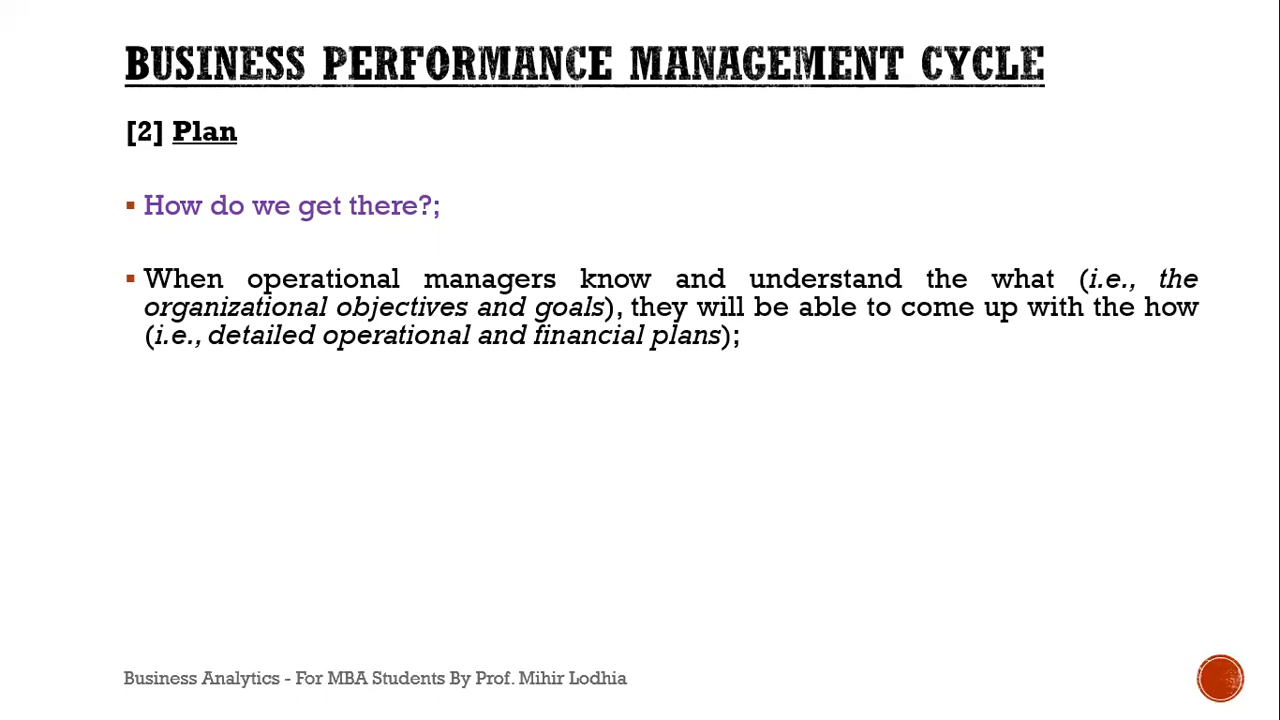 BUSINESS PERFORMANCE MANAGEMENT CYCLE
[2] Plan
▪ How do we get there?;
▪ When operational managers know and understand the what (i.e., the
organizational objectives and goals), they will be able to come up with the how
(i.e., detailed operational and financial plans);
Business Analytics - For MBA Students By Prof. Mihir Lodhia